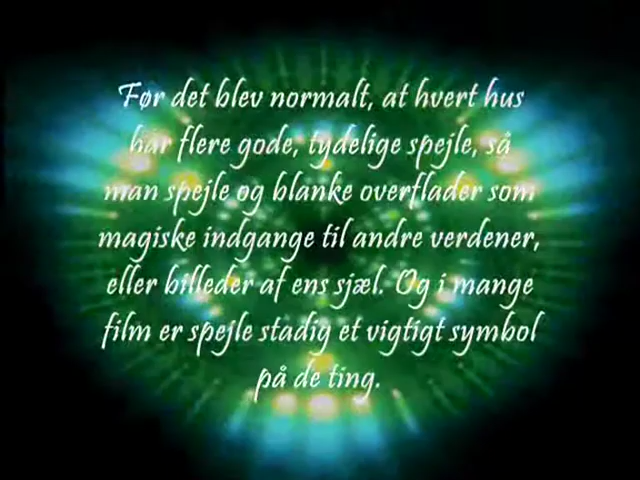 Før det blev normalt, at hvert hus
har flere gode, tydelige spejle, så
man spejle og blanke overflader som
magiske indgange til andre verdener,
eller billeder af ens sjæl. Og i mange
film er spejle stadig et vigtigt symbol
på de ting.